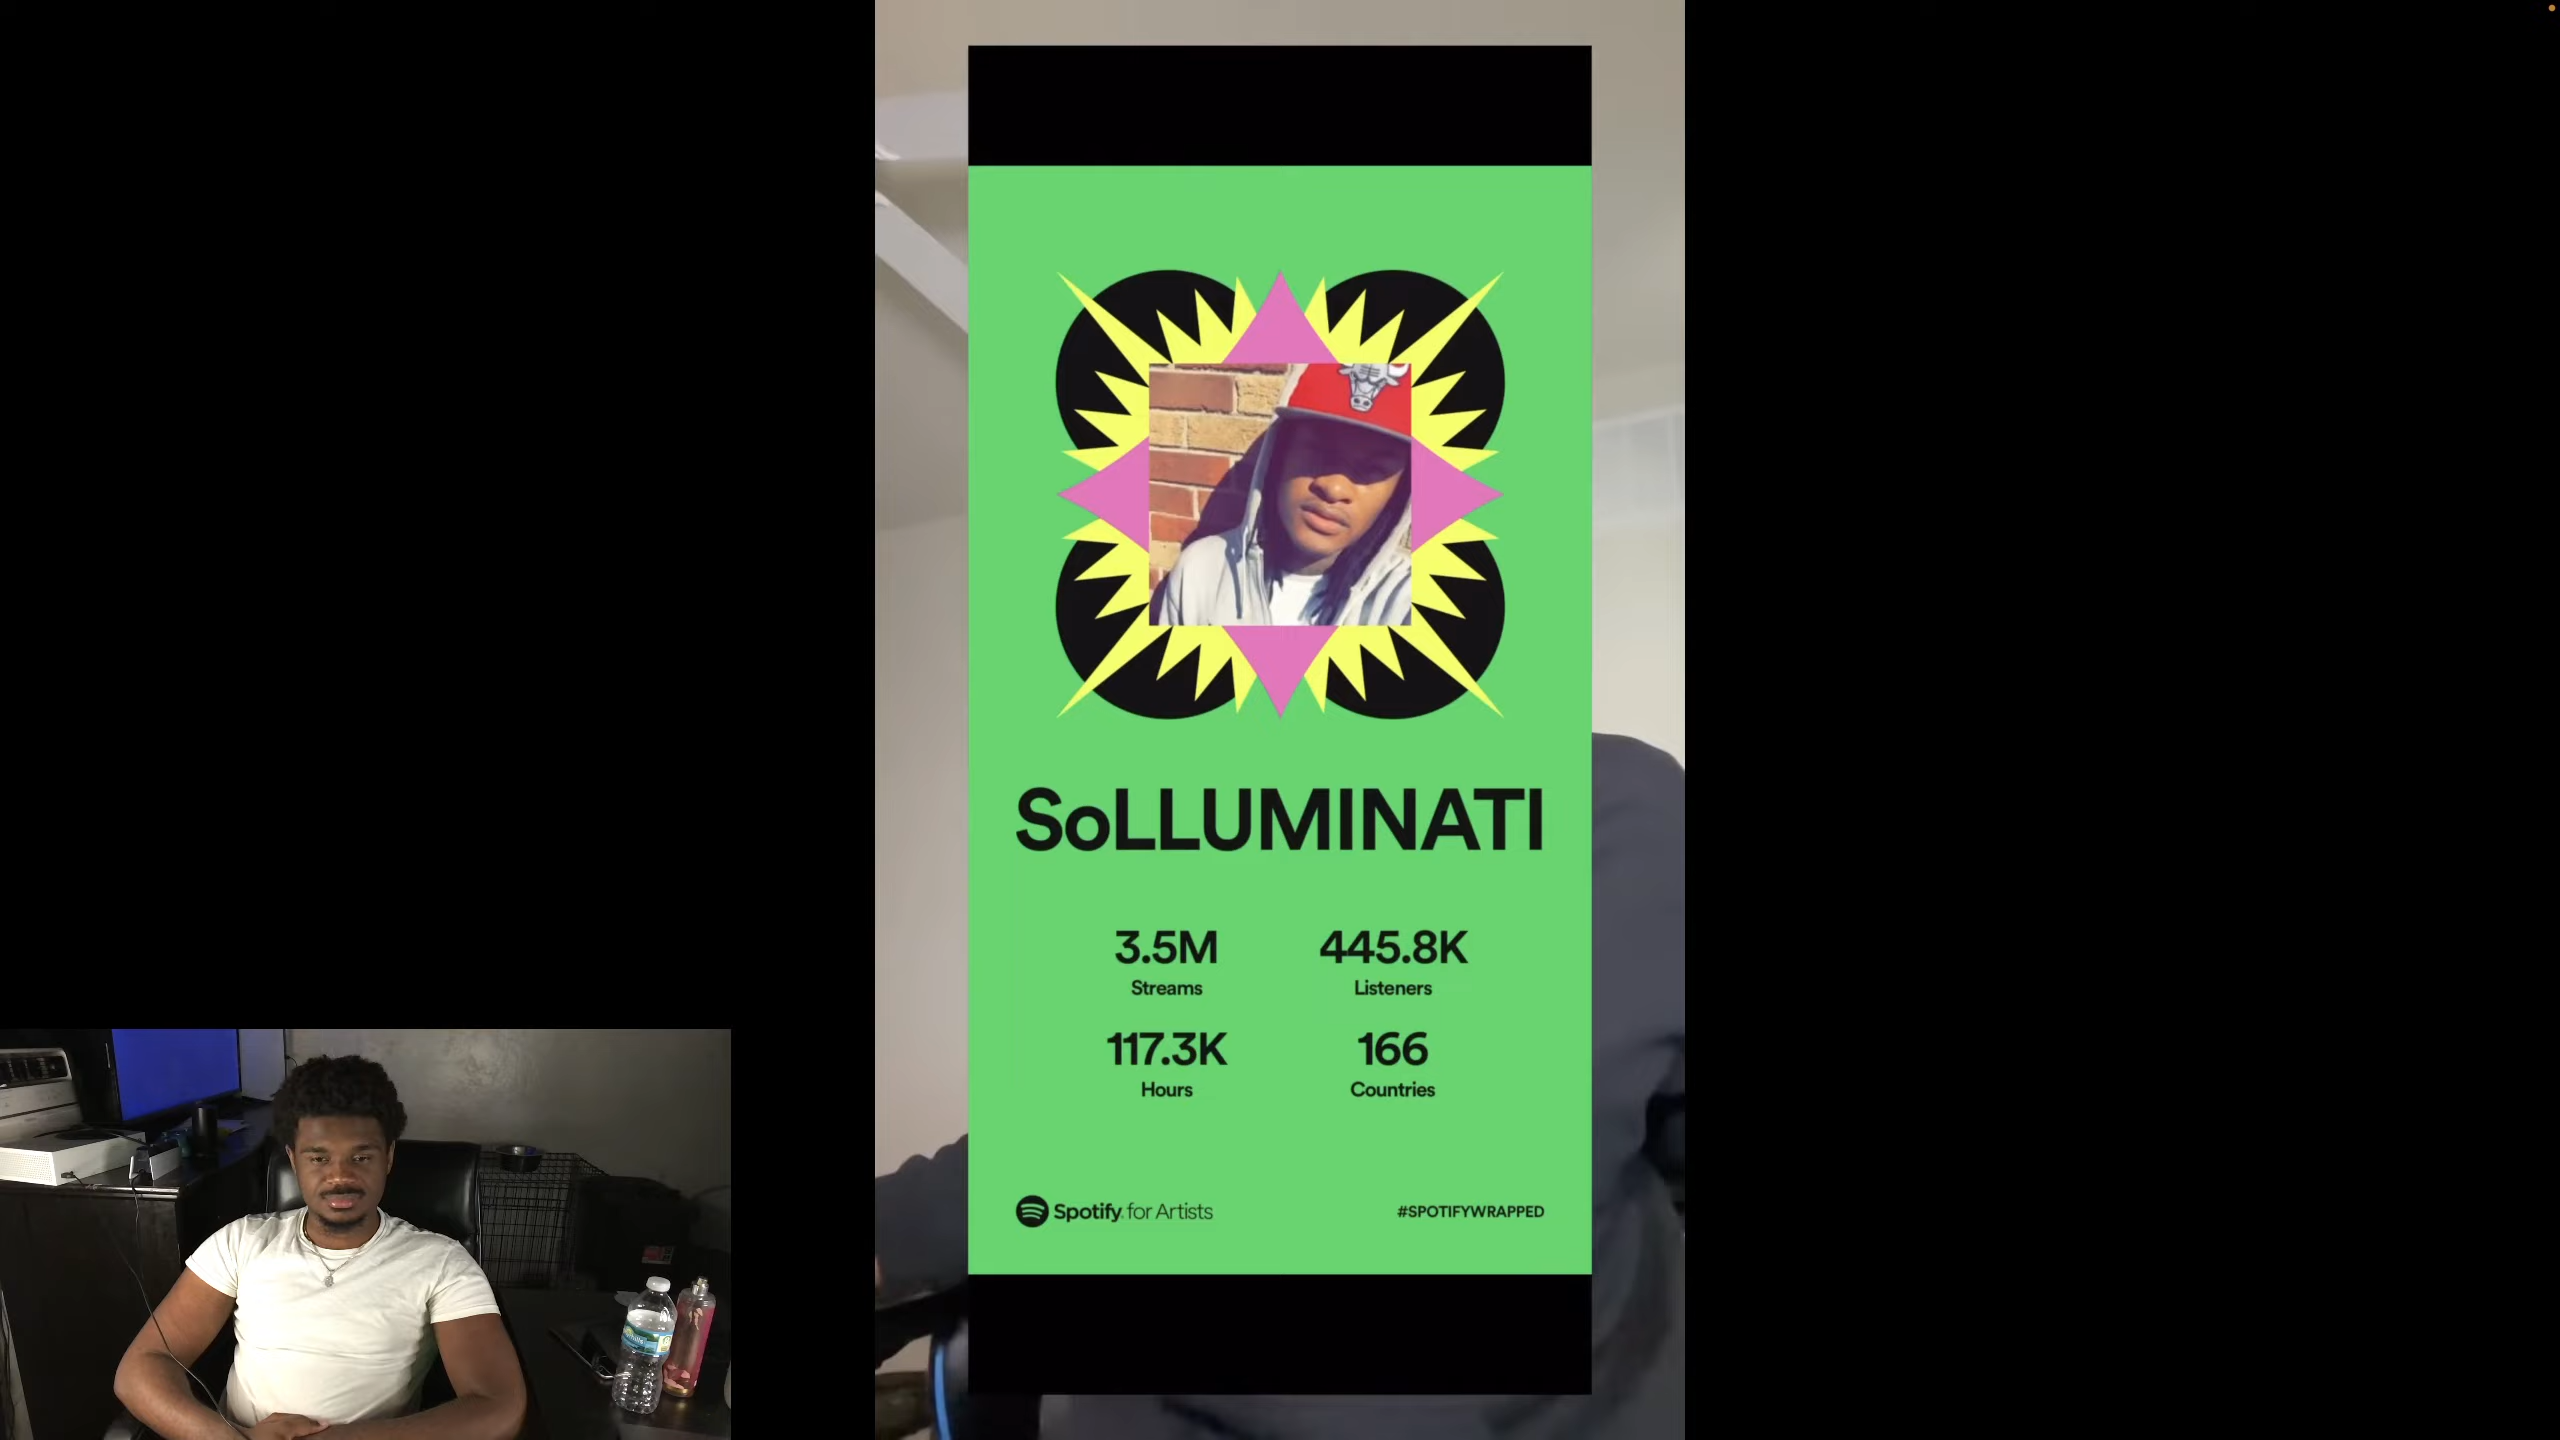 SoLLUMINATI
3.5M
Streams
445.8K
Listeners
117.3K
Hours
166
Countries
Spotify for Artists
#SPOTIFYWRAPPED